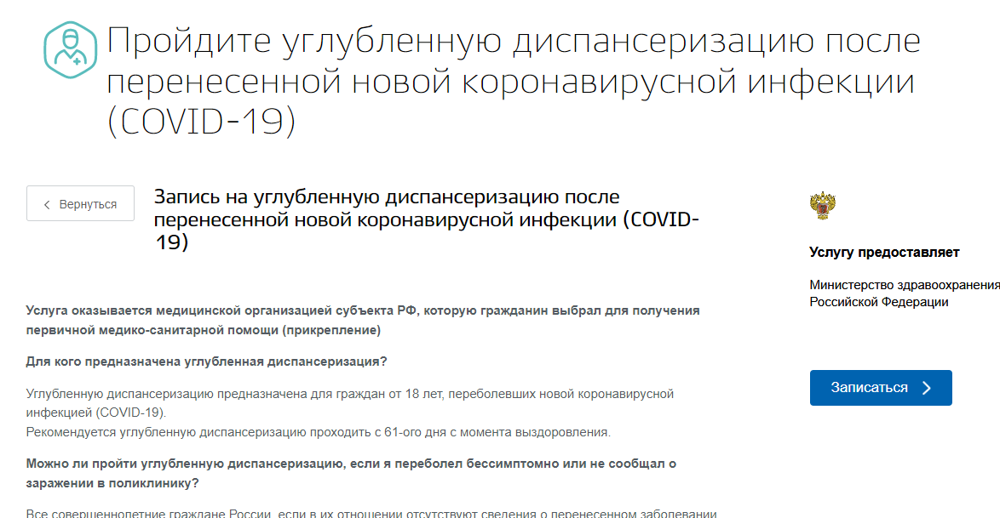 Пройдите углубленную диспансеризацию после
перенесенной новой коронавирусной инфекции
(COVID-19)
Вернуться
Запись на углубленную диспансеризацию после
перенесенной новой коронавирусной инфекции (COVID-
19)
Услугу предоставляет
Министерство здравоохранения
Российской Федерации
Записаться
Услуга оказывается медицинской организацией субъекта РФ, которую гражданин выбрал для получения
первичной медико-санитарной помощи (прикрепление)
Для кого предназначена углубленная диспансеризация?
Углубленную диспансеризацию предназначена для граждан от 18 лет, переболевших новой коронавирусной
инфекцией (COVID-19).
Рекомендуется углубленную диспансеризацию проходить с 61-ого дня с момента выздоровления.
Можно ли пройти углубленную диспансеризацию, если я переболел бессимптомно или не сообщал о
заражении в поликлинику?
Все совершеннолетние граждане России, если в их отношении отсутствуют сведения о перенесенном заболевании